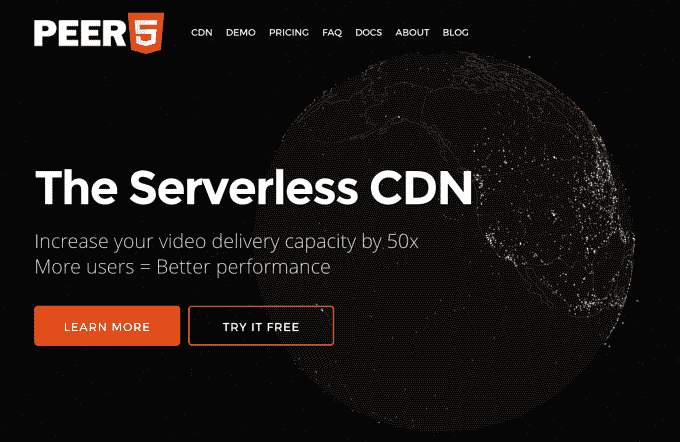 PEER5 CDN DEMO PRICING FAQ DOCS ABOUT BLOG
The Serverless CDN
Increase your video delivery capacity by 50x
More users = Better performance
LEARN MORE TRY IT FREE